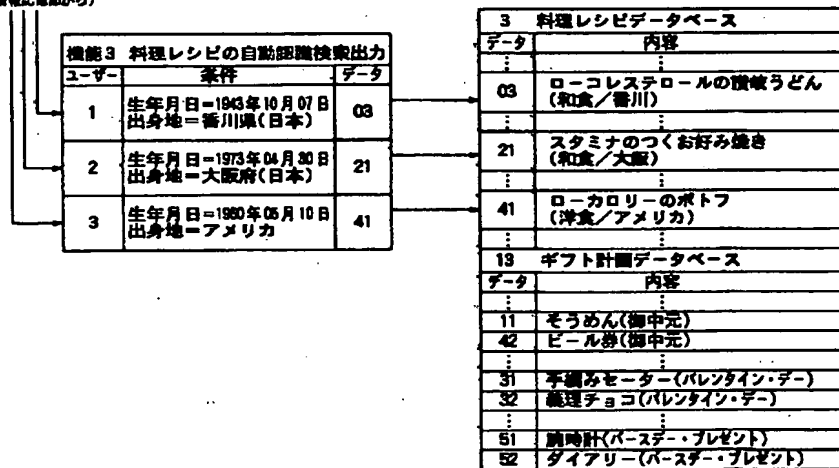 機能3 料理レシピの自動認識検索出力
ユーザー 条件 データ
1 生年月日=1943年10月07日 03
出身地=香川県(日本)
2 生年月日=1973年04月30日 21
出身地=大阪府(日本)
3 生年月日=1960年05月10日 41
出身地=アメリカ
3 料理レシピデータベース
データ 内容
03 ローコレステロールの讃岐うどん
(和食/香川)
21 スタミナのつくお好み焼き
(和食/大阪)
41 ローカロリーのポトフ
(洋食/アメリカ)
13 ギフト計画データベース
データ 内容
11 そうめん(御中元)
42 ビール券(御中元)
31 手編みセーター(バレンタイン・デー)
32 義理チョコ(バレンタイン・デー)
51 腕時計(バースデー・プレゼント)
52 ダイアリー(バースデー・プレゼント)